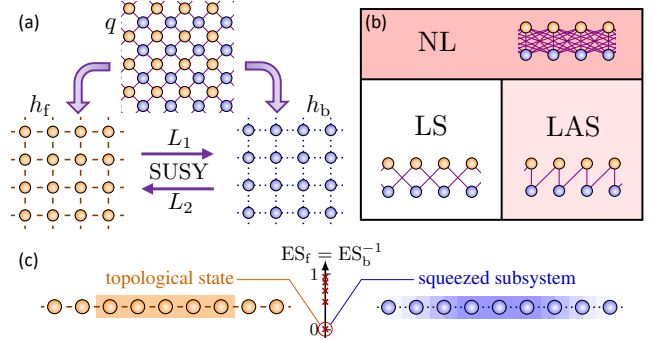 (a)
q
h_f
h_b
L_1
SUSY
L_2
(b)
NL
LS
LAS
(c)
ES_f = ES_b^{-1}
topological state
1
squeezed subsystem
0